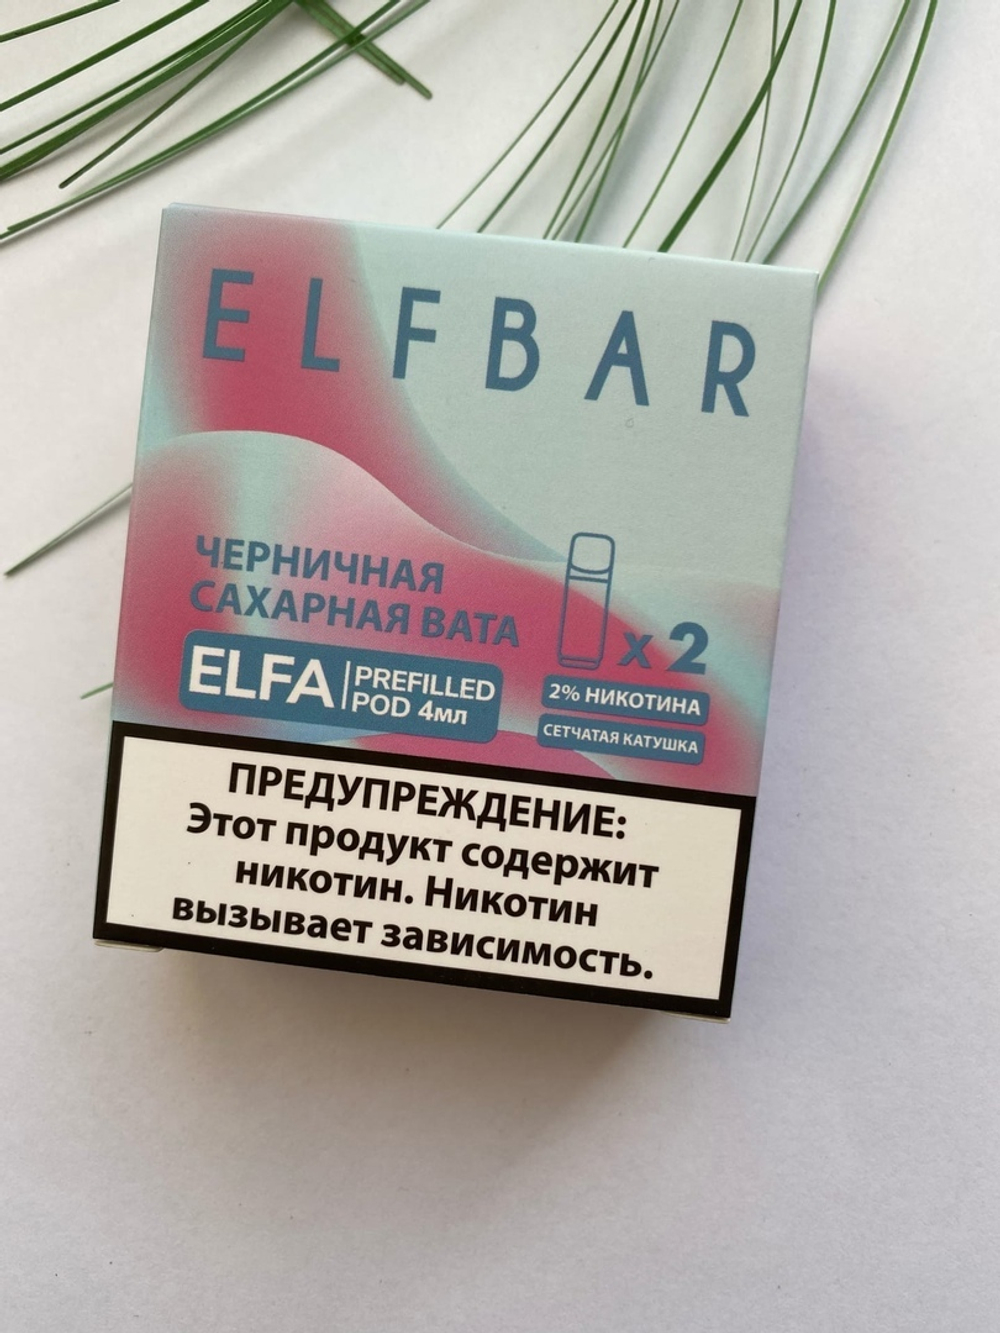 ELFBAR
ЧЕРНИЧНАЯ
САХАРНАЯ ВАТА
x 2
ELFA PREFILLED
POD 4мл
2% НИКОТИНА
СЕТЧАТАЯ КАТУШКА
ПРЕДУПРЕЖДЕНИЕ:
Этот продукт содержит
никотин. Никотин
вызывает зависимость.